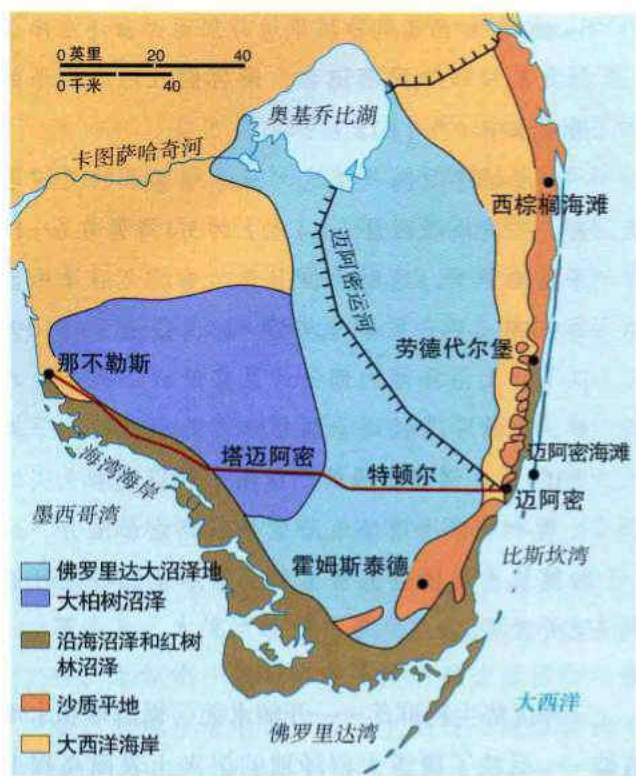 0 英里 20 40
0 千米 40
奥基乔比湖
卡图萨哈奇河
西棕榈海滩
迈阿密运河
劳德代尔堡
那不勒斯
迈阿密海滩
塔迈阿密
特顿尔
海湾海岸
迈阿密
墨西哥湾
比斯坎湾
霍姆斯泰德
佛罗里达大沼泽地
大柏树沼泽
沿海沼泽和红树
林沼泽
沙质平地
大西洋海岸
大西洋
佛罗里达湾